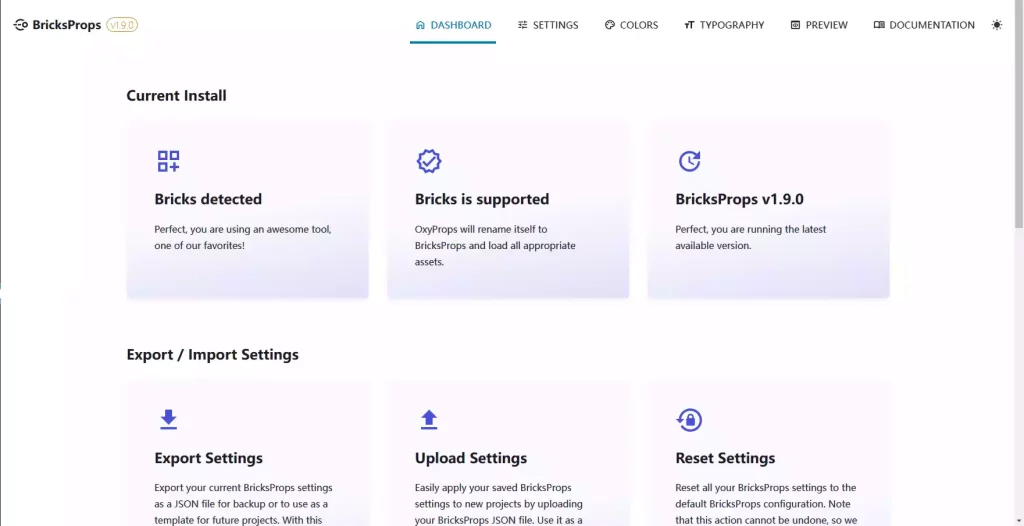 BricksProps v1.9.0
DASHBOARD SETTINGS COLORS TYPOGRAPHY PREVIEW DOCUMENTATION
Current Install
Bricks detected
Perfect, you are using an awesome tool,
one of our favorites!
Bricks is supported
OxyProps will rename itself to
BricksProps and load all appropriate
assets.
BricksProps v1.9.0
Perfect, you are running the latest
available version.
Export / Import Settings
Export Settings
Export your current BricksProps settings
as a JSON file for backup or to use as a
template for future projects. With this
Upload Settings
Easily apply your saved BricksProps
settings to new projects by uploading
your BricksProps JSON file. Use it as a
Reset Settings
Reset all your BricksProps settings to the
default BricksProps configuration. Note
that this action cannot be undone, so we